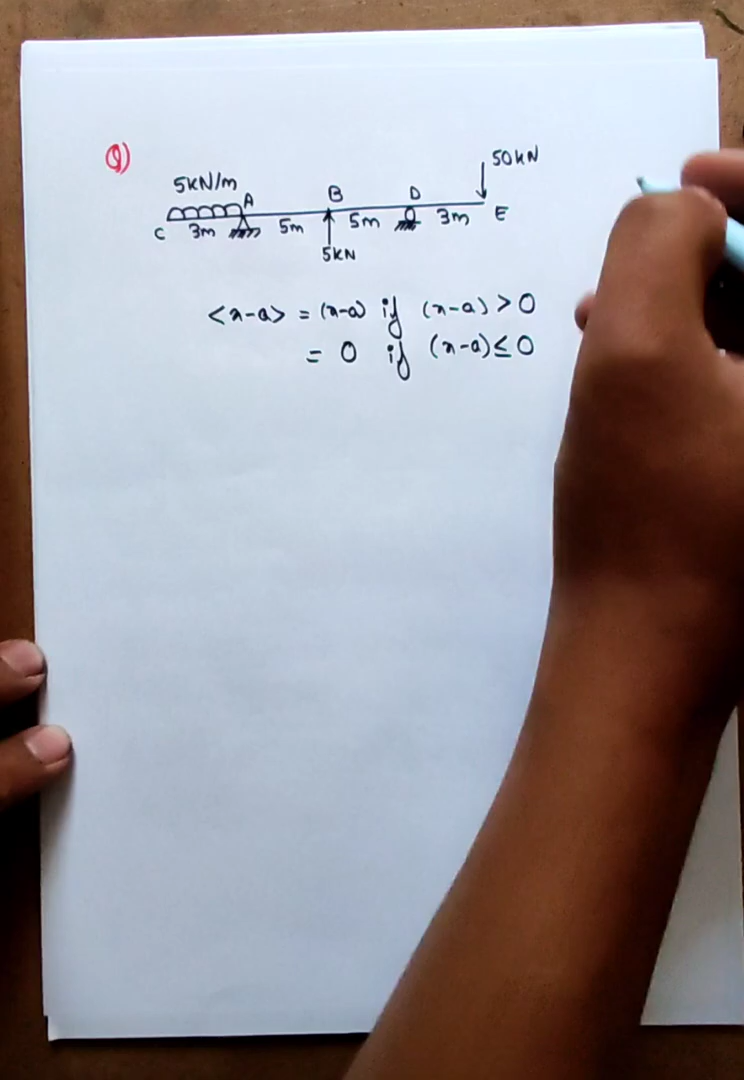 Q)
50kN
5kN/m
A B D
C 3m 5m 5m 3m E
5kN
<x-a> = (x-a) if (x-a) > 0
= 0 if (x-a) ≤ 0